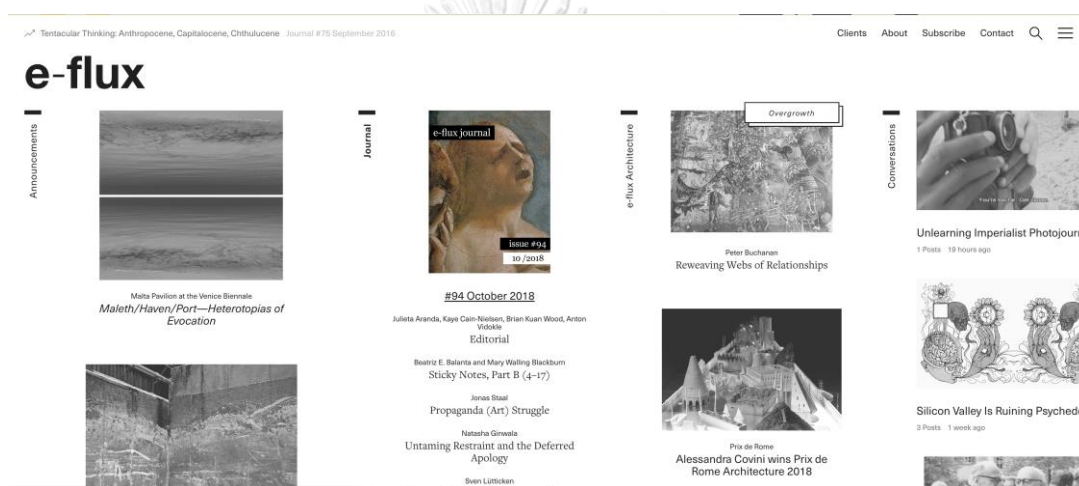 Tentacular Thinking: Anthropocene, Capitalocene, Chthulucene Journal #75 September 2016
Clients About Subscribe Contact
e-flux
Announcements
Malta Pavilion at the Venice Biennale
Maleth/Haven/Port—Heterotopias of
Evocation
Journal
e-flux journal
issue #94
10 /2018
#94 October 2018
Julieta Aranda, Kaye Cain-Nielsen, Brian Kuan Wood, Anton
Vidokle
Editorial
Beatriz E. Balanta and Mary Walling Blackburn
Sticky Notes, Part B (4–17)
Jonas Staal
Propaganda (Art) Struggle
Natasha Ginwala
Untaming Restraint and the Deferred
Apology
Sven Lütticken
e-flux Architecture
Overgrowth
Peter Buchanan
Reweaving Webs of Relationships
Prix de Rome
Alessandra Covini wins Prix de
Rome Architecture 2018
Conversations
Unlearning Imperialist Photojour
1 Posts 19 hours ago
Silicon Valley Is Ruining Psyched
3 Posts 1 week ago